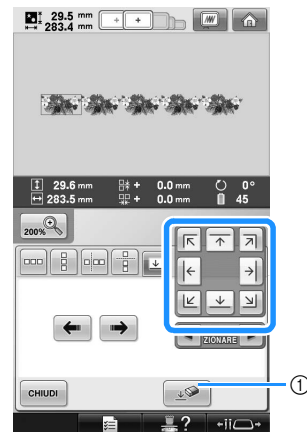 29.5 mm
283.4 mm
29.6 mm + 0.0 mm 0°
283.5 mm + 0.0 mm 45
200%
ZIONARE
CHIUDI
①
?